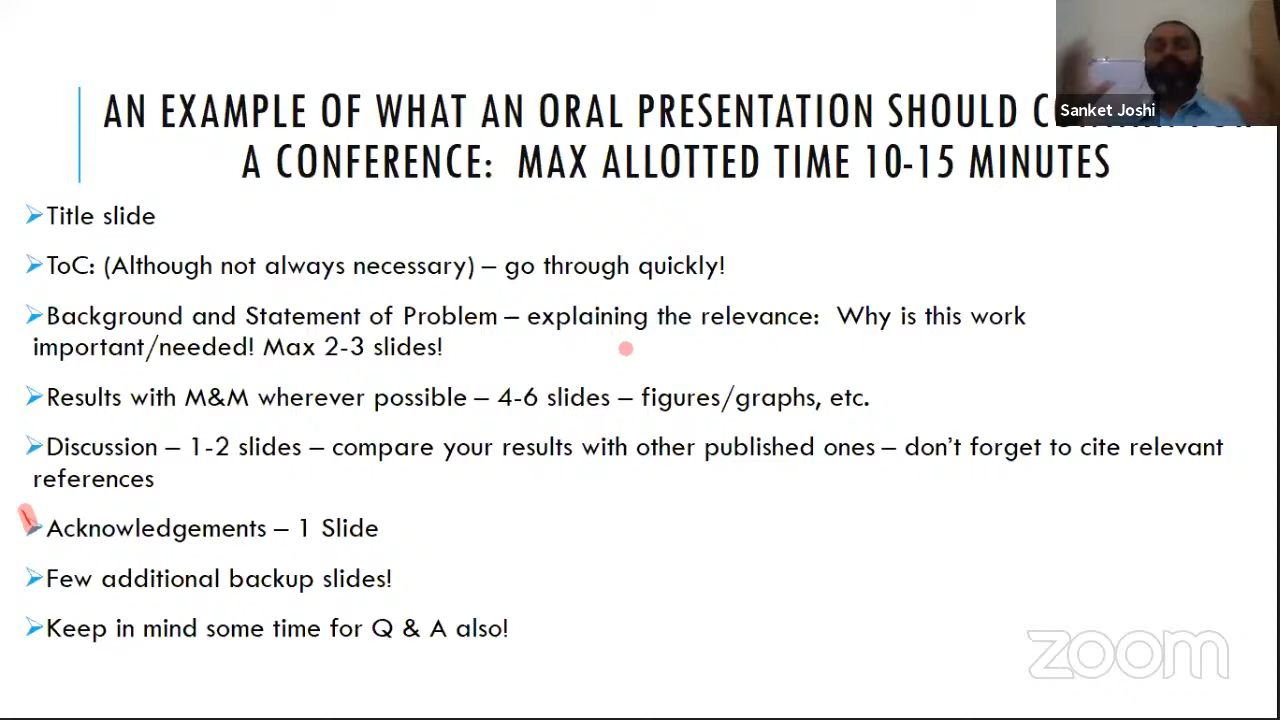 AN EXAMPLE OF WHAT AN ORAL PRESENTATION SHOULD
A CONFERENCE: MAX ALLOTTED TIME 10-15 MINUTES
Sanket Joshi
➢Title slide
➢ToC: (Although not always necessary) – go through quickly!
➢Background and Statement of Problem – explaining the relevance: Why is this work
important/needed! Max 2-3 slides!
➢Results with M&M wherever possible – 4-6 slides – figures/graphs, etc.
➢Discussion – 1-2 slides – compare your results with other published ones – don’t forget to cite relevant
references
➢Acknowledgements – 1 Slide
➢Few additional backup slides!
➢Keep in mind some time for Q & A also!
zoom